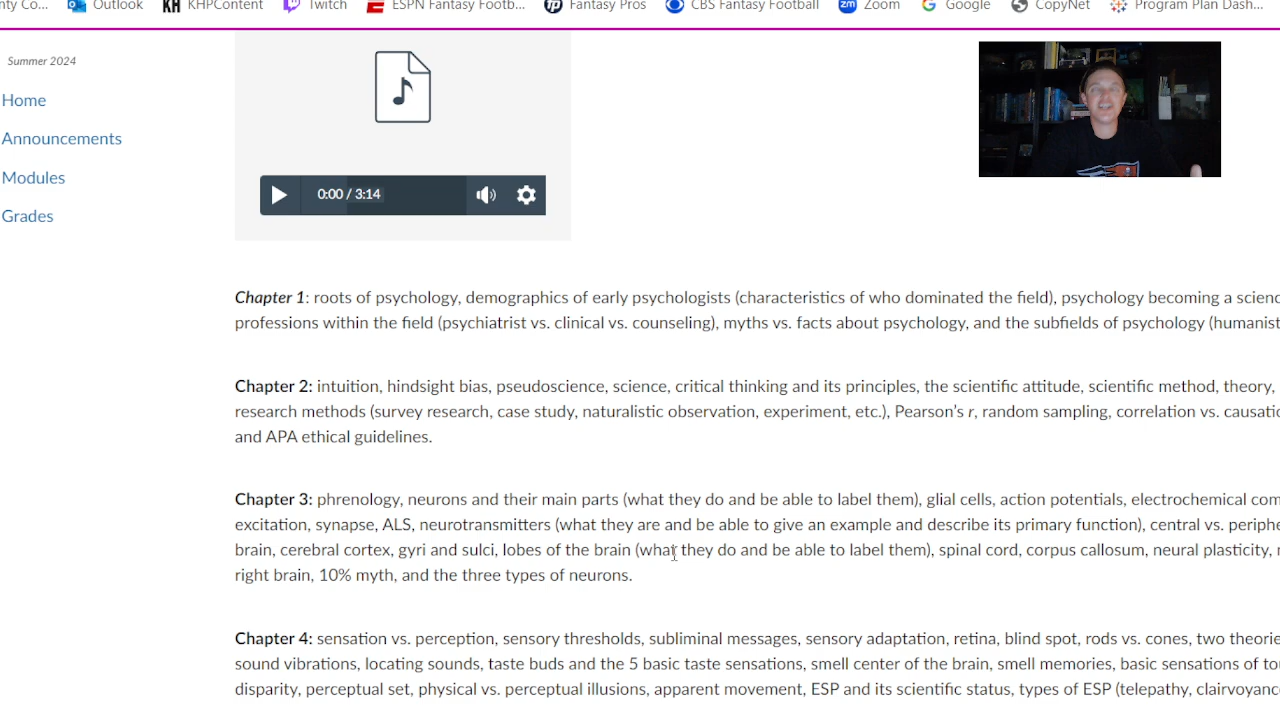 nty Co... Outlook KH KHPContent Twitch E ESPN Fantasy Footb... fp Fantasy Pros CBS Fantasy Football zm Zoom G Google CopyNet Program Plan Dash...
Summer 2024
Home
Announcements
Modules
Grades
0:00 / 3:14
Chapter 1: roots of psychology, demographics of early psychologists (characteristics of who dominated the field), psychology becoming a scienc
professions within the field (psychiatrist vs. clinical vs. counseling), myths vs. facts about psychology, and the subfields of psychology (humanist
Chapter 2: intuition, hindsight bias, pseudoscience, science, critical thinking and its principles, the scientific attitude, scientific method, theory,
research methods (survey research, case study, naturalistic observation, experiment, etc.), Pearson's r, random sampling, correlation vs. causatio
and APA ethical guidelines.
Chapter 3: phrenology, neurons and their main parts (what they do and be able to label them), glial cells, action potentials, electrochemical com
excitation, synapse, ALS, neurotransmitters (what they are and be able to give an example and describe its primary function), central vs. periphe
brain, cerebral cortex, gyri and sulci, lobes of the brain (what they do and be able to label them), spinal cord, corpus callosum, neural plasticity,
right brain, 10% myth, and the three types of neurons.
Chapter 4: sensation vs. perception, sensory thresholds, subliminal messages, sensory adaptation, retina, blind spot, rods vs. cones, two theorie
sound vibrations, locating sounds, taste buds and the 5 basic taste sensations, smell center of the brain, smell memories, basic sensations of to
disparity, perceptual set, physical vs. perceptual illusions, apparent movement, ESP and its scientific status, types of ESP (telepathy, clairvoyanc